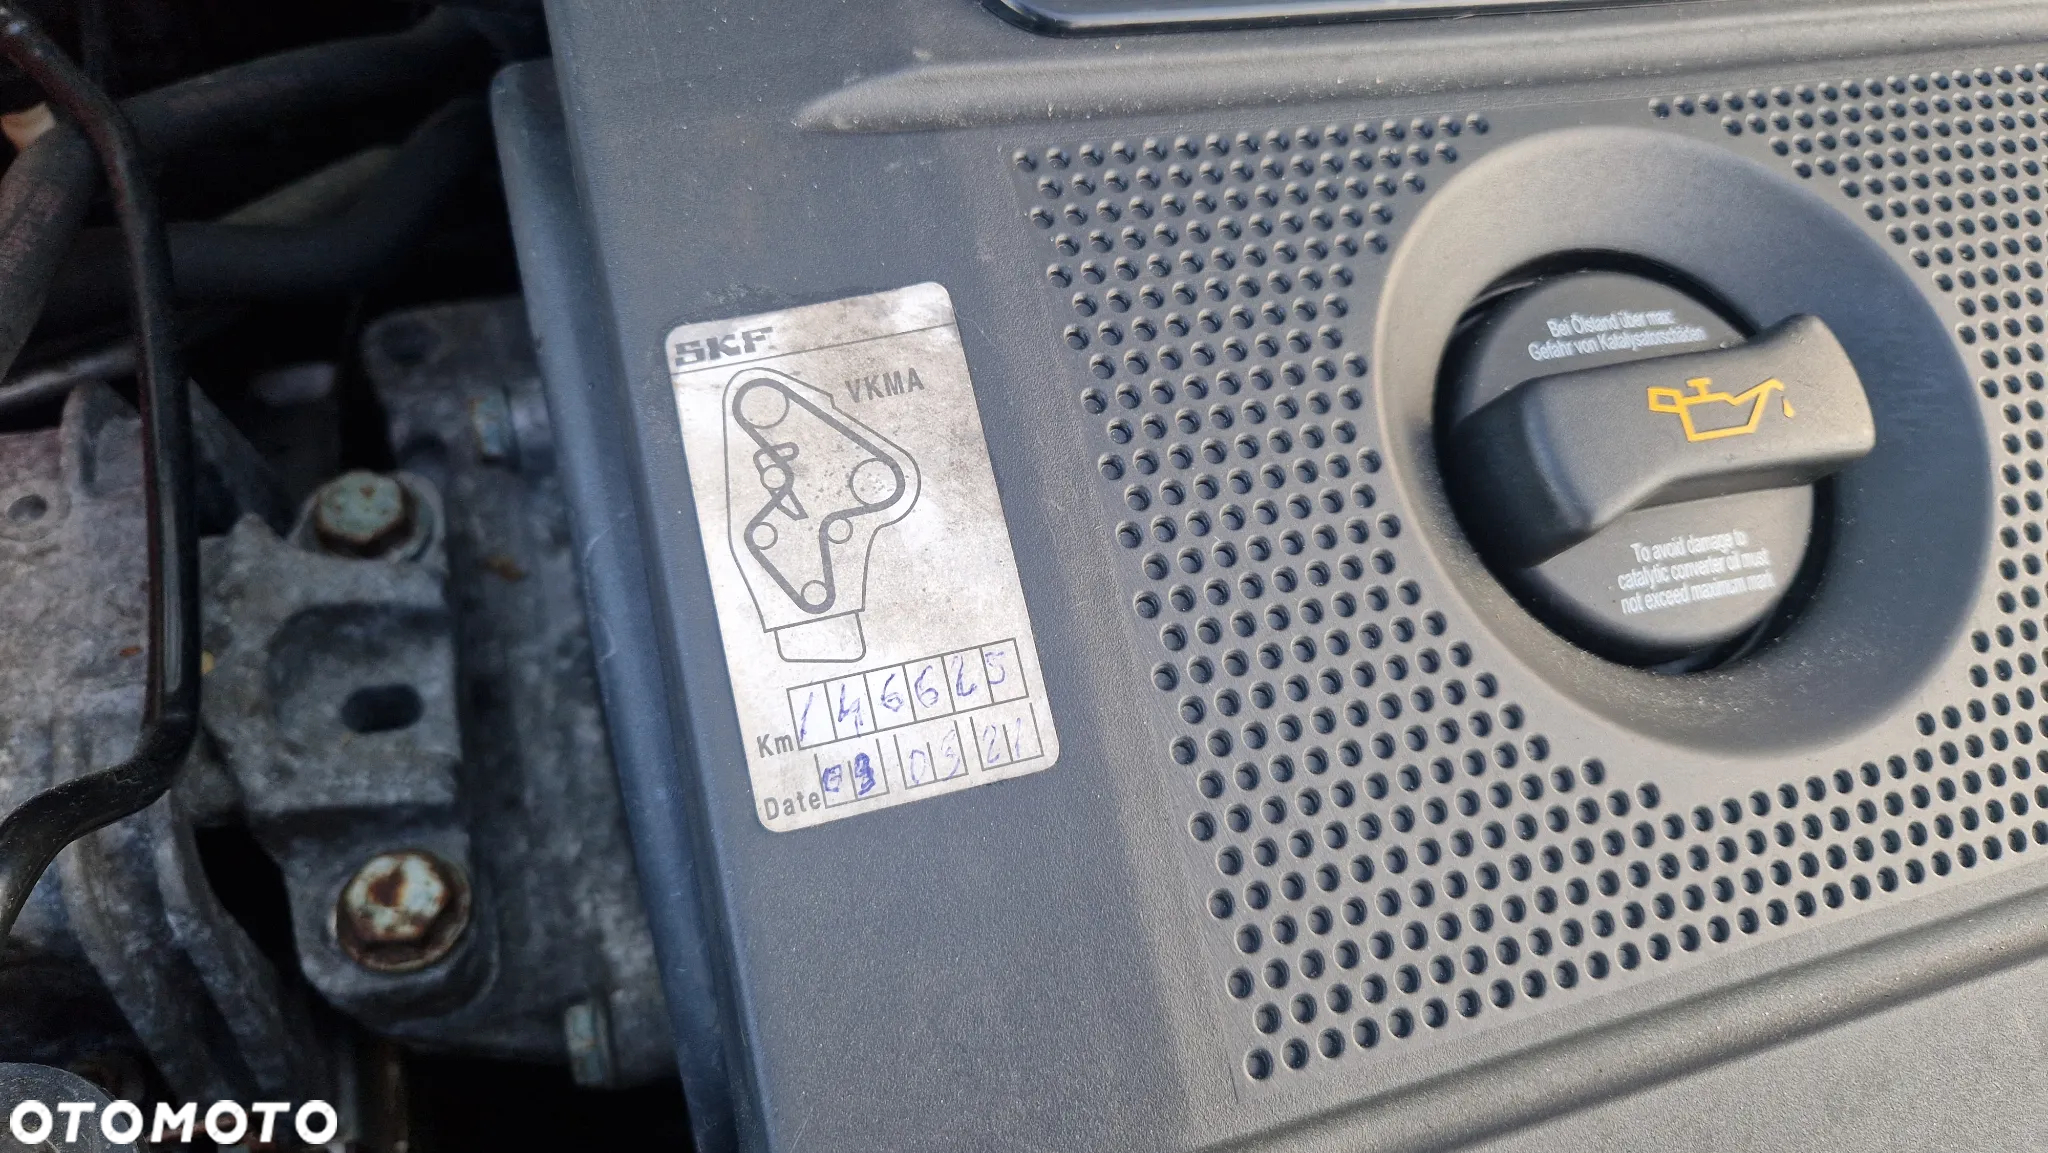 SKF
VKMA
Km 146625
Date 03 21
Bei Ölstand über max:
Gefahr von Katalysatorschäden
To avoid damage to
catalytic converter oil must
not exceed maximum mark
OTOMOTO